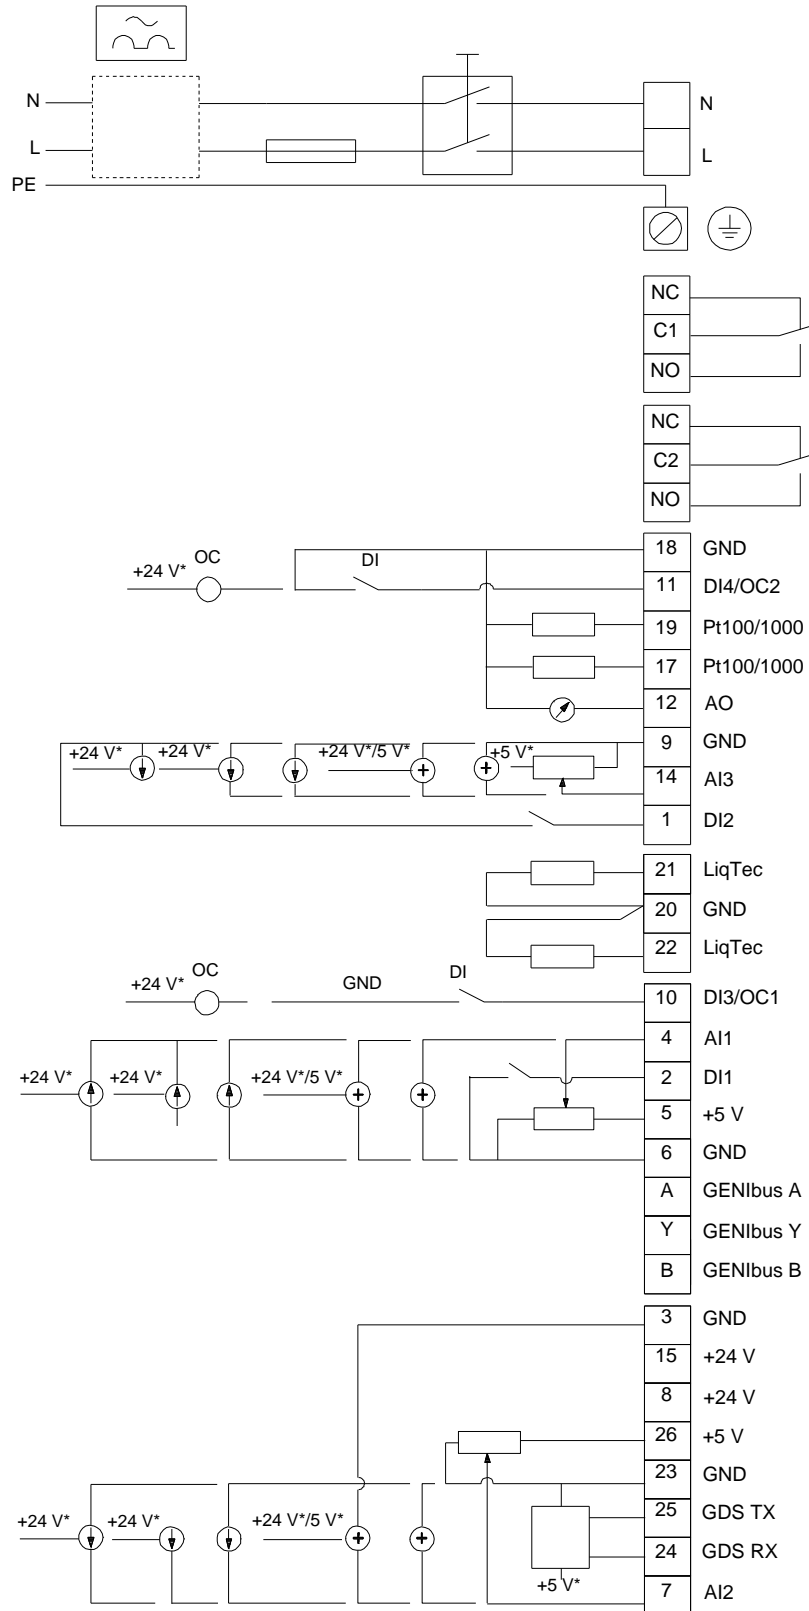 N N
L L
PE
NC
C1
NO
NC
C2
NO
18 GND
+24 V* OC DI 11 DI4/OC2
19 Pt100/1000
17 Pt100/1000
12 AO
9 GND
+24 V* +24 V* +24 V*/5 V* +5 V*
14 AI3
1 DI2
21 LiqTec
20 GND
22 LiqTec
+24 V* OC GND DI 10 DI3/OC1
4 AI1
2 DI1
+24 V* +24 V* +24 V*/5 V*
5 +5 V
6 GND
A GENIbus A
Y GENIbus Y
B GENIbus B
3 GND
15 +24 V
8 +24 V
26 +5 V
23 GND
25 GDS TX
+24 V* +24 V* +24 V*/5 V*
24 GDS RX
+5 V*
7 AI2